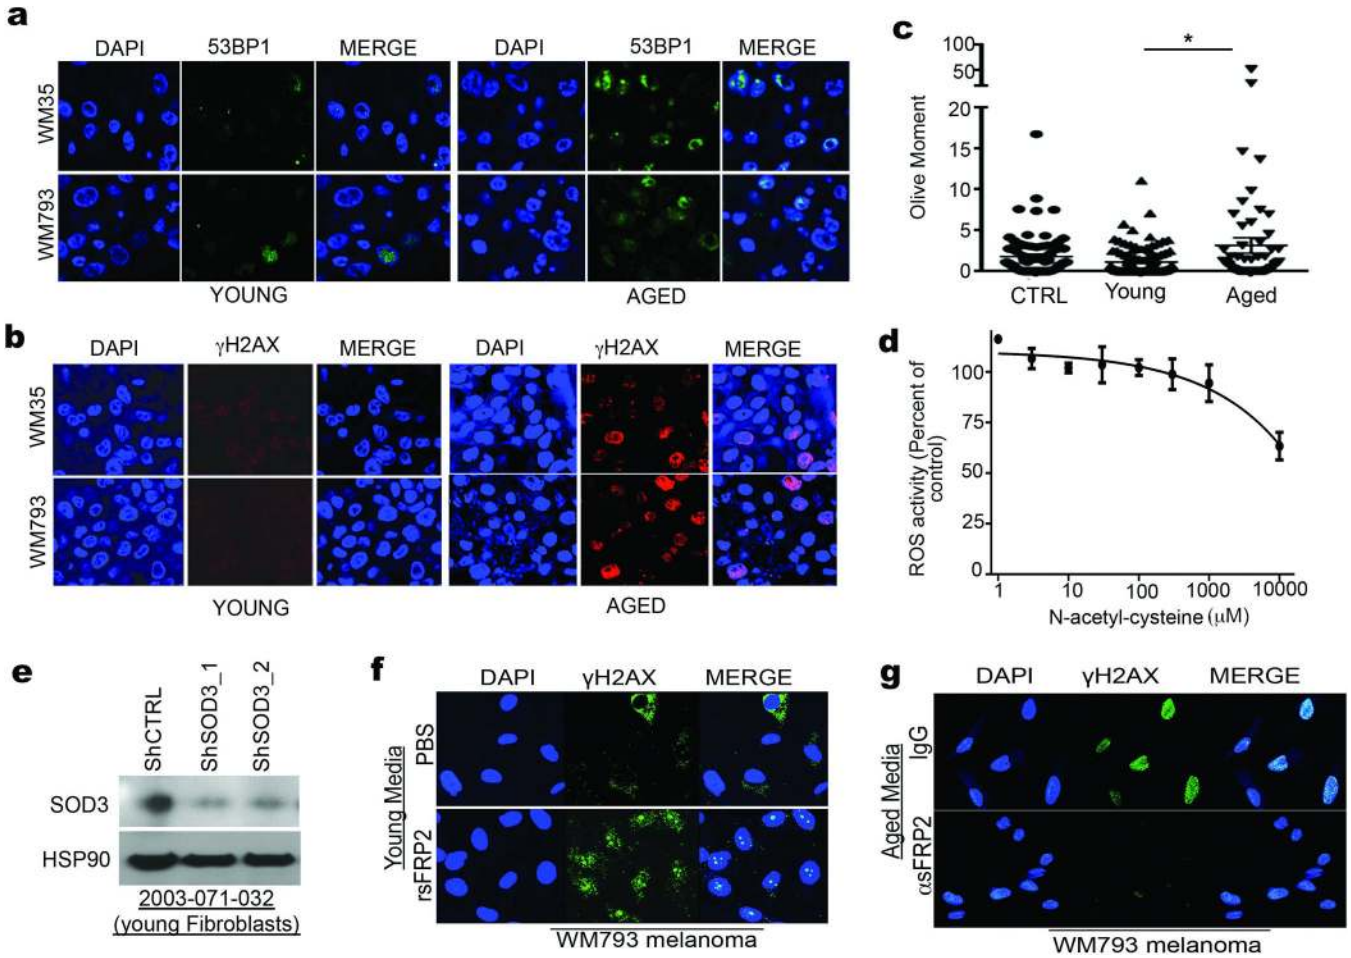 a
DAPI 53BP1 MERGE DAPI 53BP1 MERGE
WM35
WM793
YOUNG AGED
b
DAPI γH2AX MERGE DAPI γH2AX MERGE
WM35
WM793
YOUNG AGED
c
Olive Moment
100
50
20
15
10
5
0
*
CTRL Young Aged
d
ROS activity (Percent of
control)
100
75
50
25
0
1 10 100 1000 10000
N-acetyl-cysteine (μM)
e
ShCTRL
ShSOD3_1
ShSOD3_2
SOD3
HSP90
2003-071-032
(young Fibroblasts)
f
DAPI γH2AX MERGE
Young Media
PBS
rsFRP2
WM793 melanoma
g
DAPI γH2AX MERGE
Aged Media
IgG
αsFRP2
WM793 melanoma